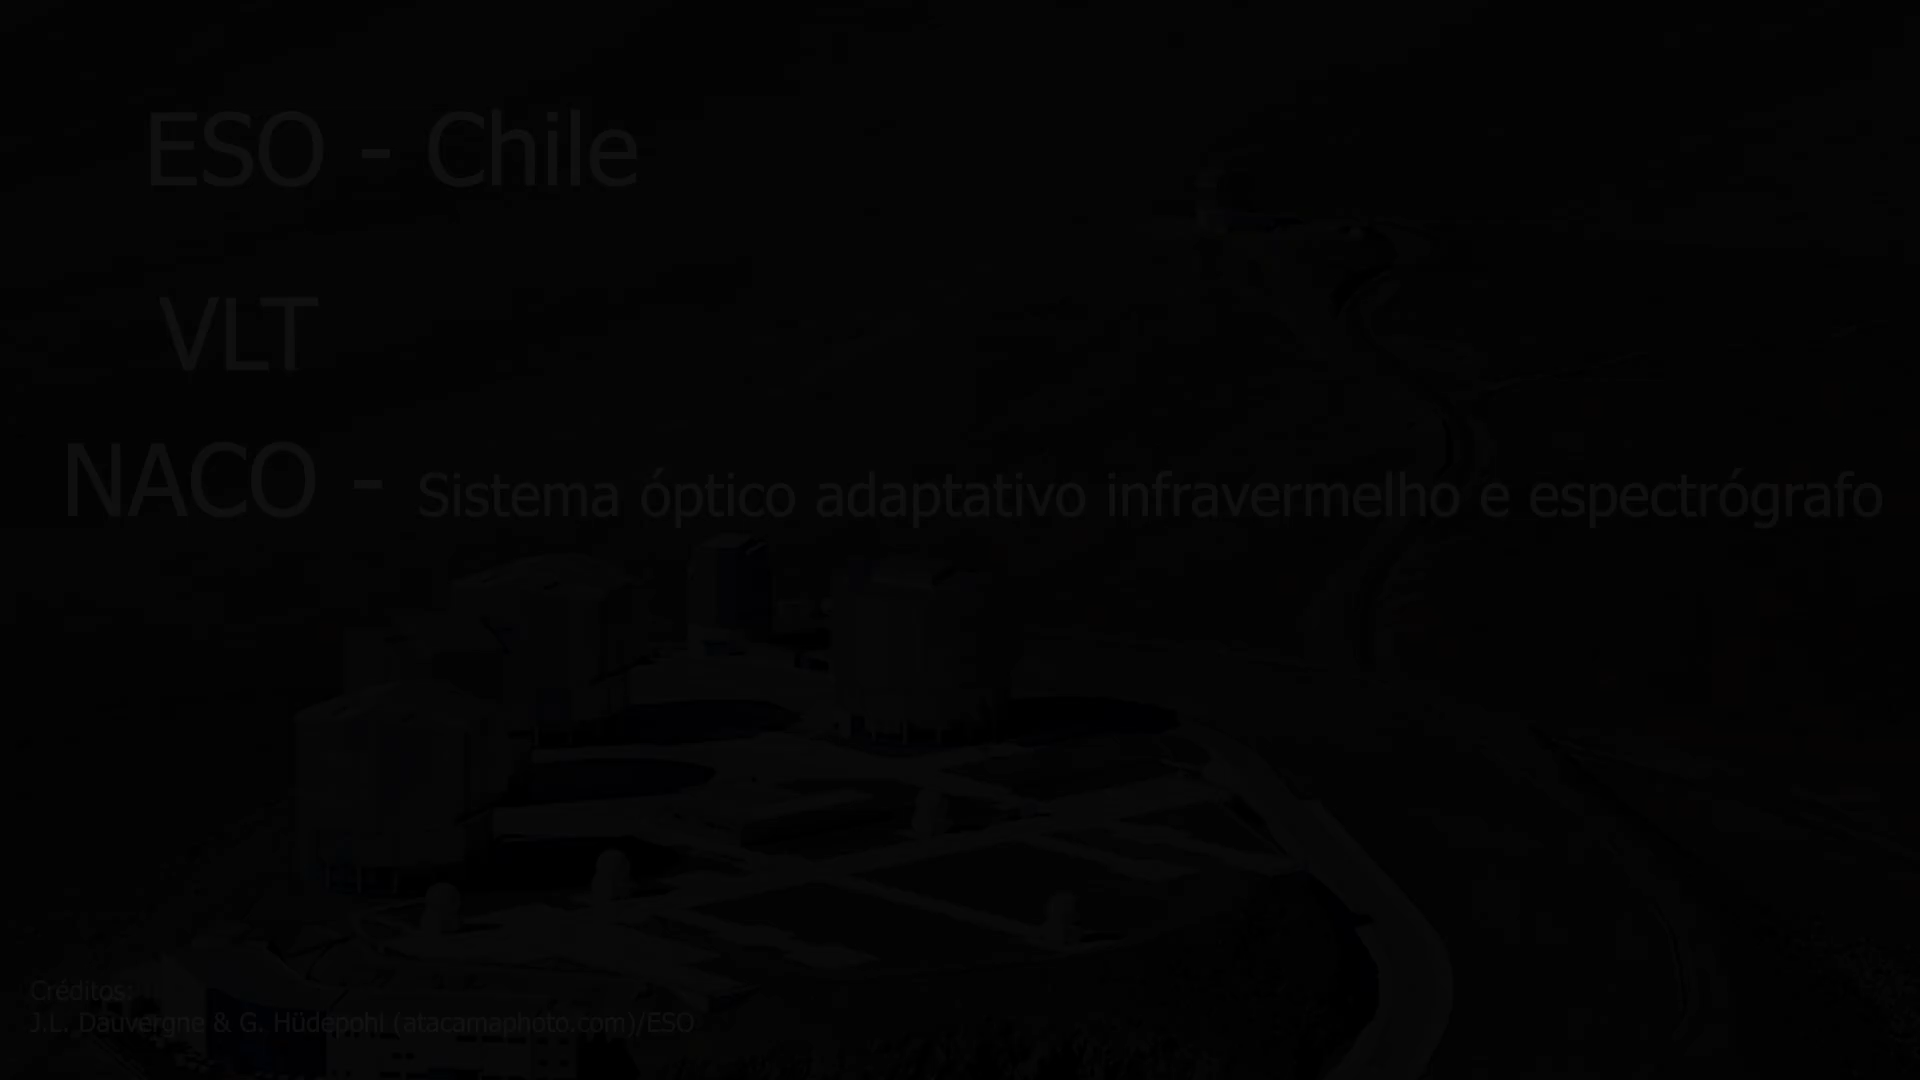 ESO - Chile
VLT
NACO - Sistema óptico adaptativo infravermelho e espectrógrafo
Créditos:
J.L. Dauvergne & G. Hüdepohl (atacamaphoto.com)/ESO